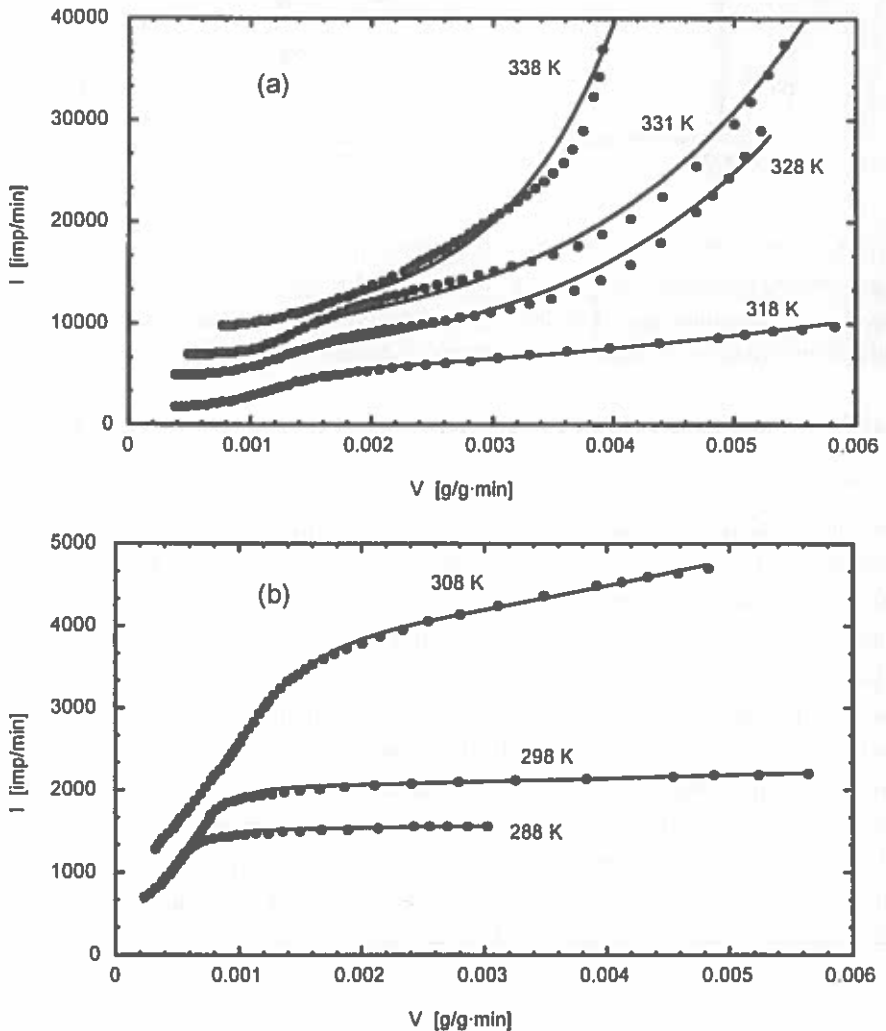 40000
30000
20000
10000
0
I [imp/min]
(a)
338 K
331 K
328 K
318 K
0 0.001 0.002 0.003 0.004 0.005 0.006
V [g/g·min]
5000
4000
3000
2000
1000
0
I [imp/min]
(b)
308 K
298 K
288 K
0 0.001 0.002 0.003 0.004 0.005 0.006
V [g/g·min]